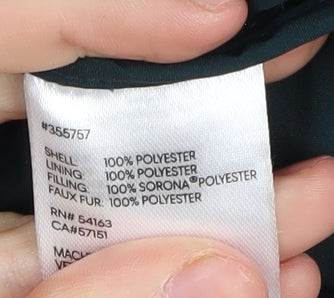 #355757
SHELL: 100% POLYESTER
LINING: 100% POLYESTER
FILLING: 100% SORONA® POLYESTER
FAUX FUR: 100% POLYESTER
RN# 54163
CA#57151